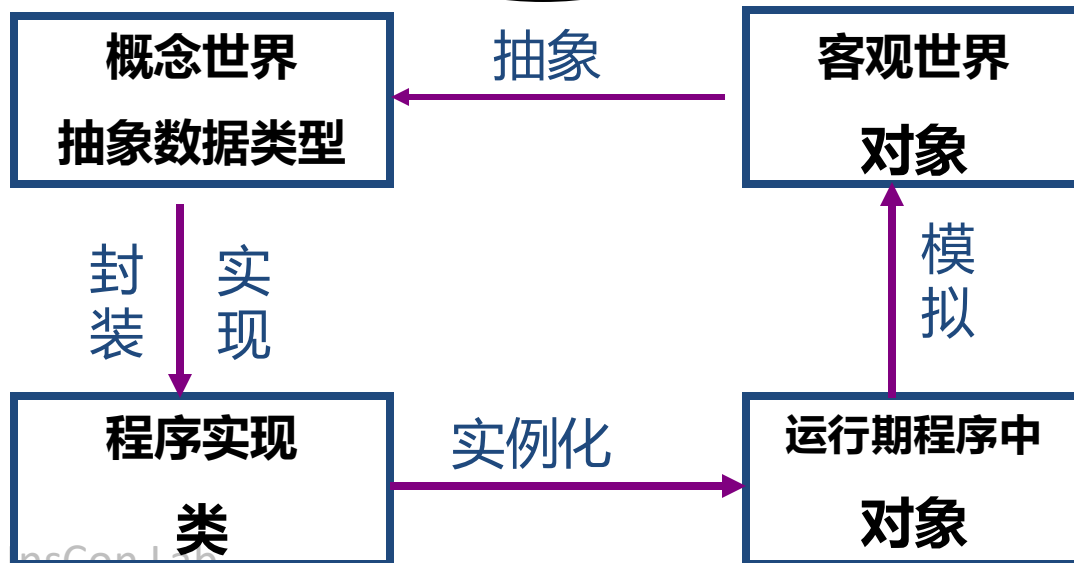 概念世界
抽象数据类型
抽象
客观世界
对象
封装
实现
模拟
程序实现
类
实例化
运行期程序中
对象